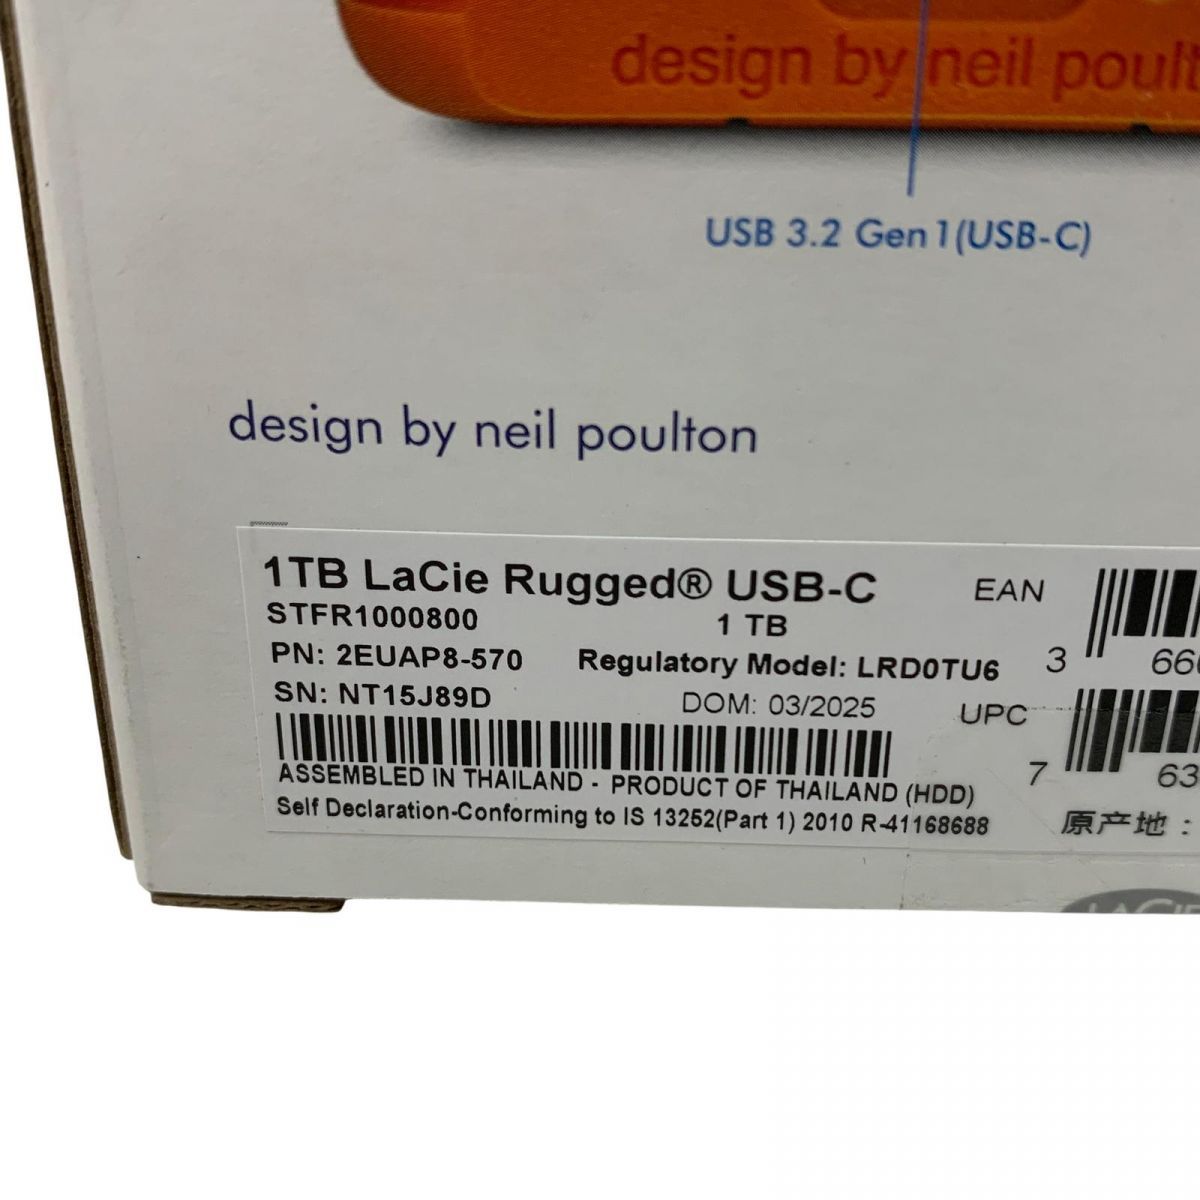 design by neil
USB 3.2 Gen 1(USB-C)
design by neil poulton
1TB LaCie Rugged® USB-C
EAN
STFR1000800
1 TB
PN: 2EUAP8-570
Regulatory Model: LRD0TU6
3
SN: NT15J89D
DOM: 03/2025
UPC
7
ASSEMBLED IN THAILAND - PRODUCT OF THAILAND (HDD)
Self Declaration-Conforming to IS 13252(Part 1) 2010 R-41168688
原产地：